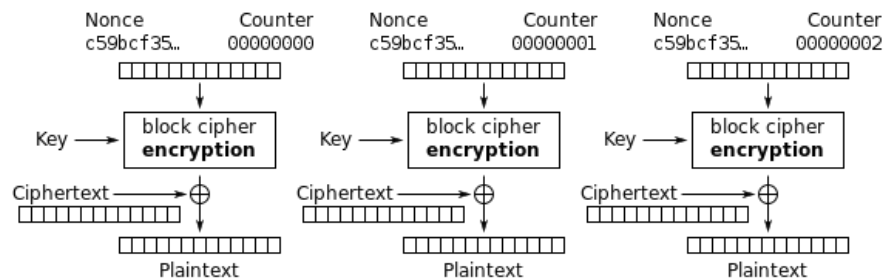 Nonce Counter Nonce Counter Nonce Counter
c59bcf35… 00000000 c59bcf35… 00000001 c59bcf35… 00000002
block cipher block cipher block cipher
Key encryption Key encryption Key encryption
Ciphertext Ciphertext Ciphertext
Plaintext Plaintext Plaintext